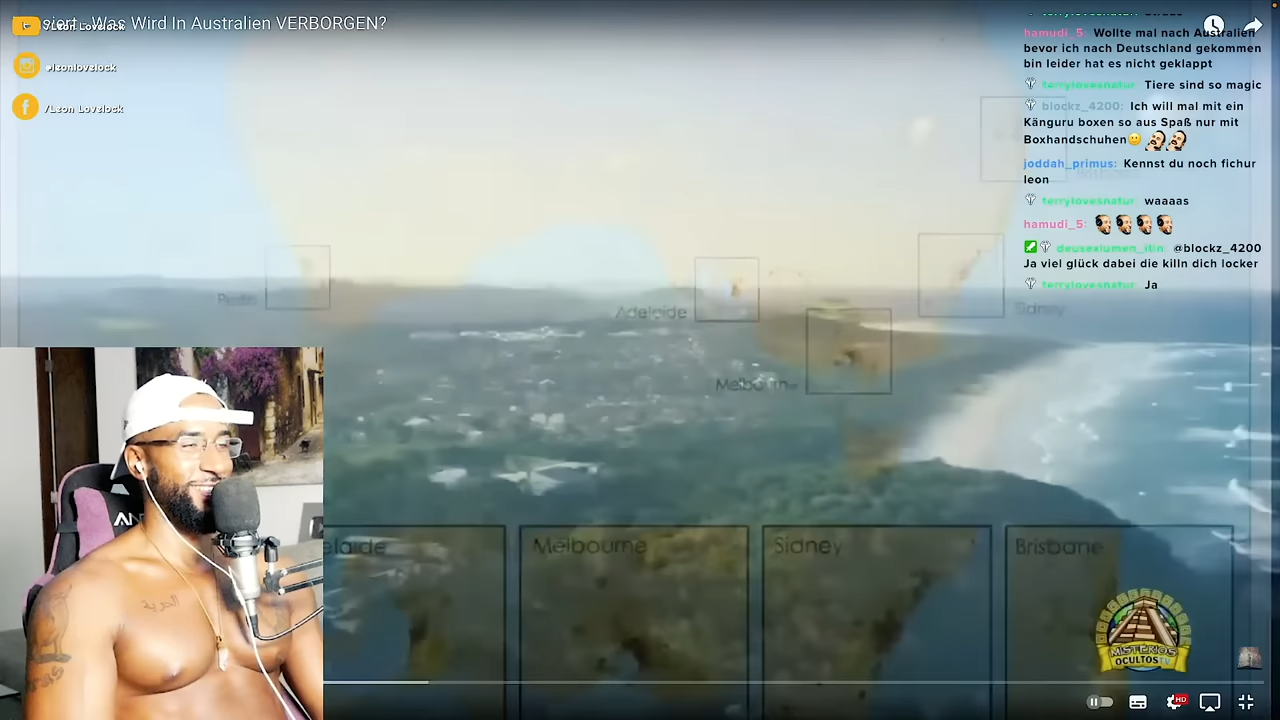 siert - Was Wird In Australien VERBORGEN?
/Leon Lovelock
@leonlovelock
/Leon Lovelock
hamudi_5: Wollte mal nach Australien
bevor ich nach Deutschland gekommen
bin leider hat es nicht geklappt
terrylovesnatur: Tiere sind so magic
blockz_4200: Ich will mal mit ein
Känguru boxen so aus Spaß nur mit
Boxhandschuhen
joddah_primus: Kennst du noch fichur
leon
terrylovesnatur: waaaas
hamudi_5:
deusexlumen_itin: @blockz_4200
Ja viel glück dabei die killn dich locker
terrylovesnatur: Ja
Perth
Adelaide
Sidney
Melbourne
elaide
Melbourne
Sidney
Brisbane
الحرية
MISTERIOS
OCULTOS TV
HD